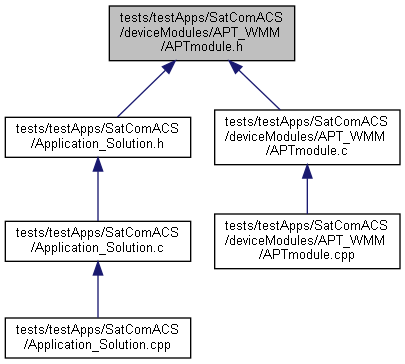 tests/testApps/SatComACS
/deviceModules/APT_WMM
/APTmodule.h
tests/testApps/SatComACS
/Application_Solution.h
tests/testApps/SatComACS
/deviceModules/APT_WMM
/APTmodule.c
tests/testApps/SatComACS
/Application_Solution.c
tests/testApps/SatComACS
/deviceModules/APT_WMM
/APTmodule.cpp
tests/testApps/SatComACS
/Application_Solution.cpp